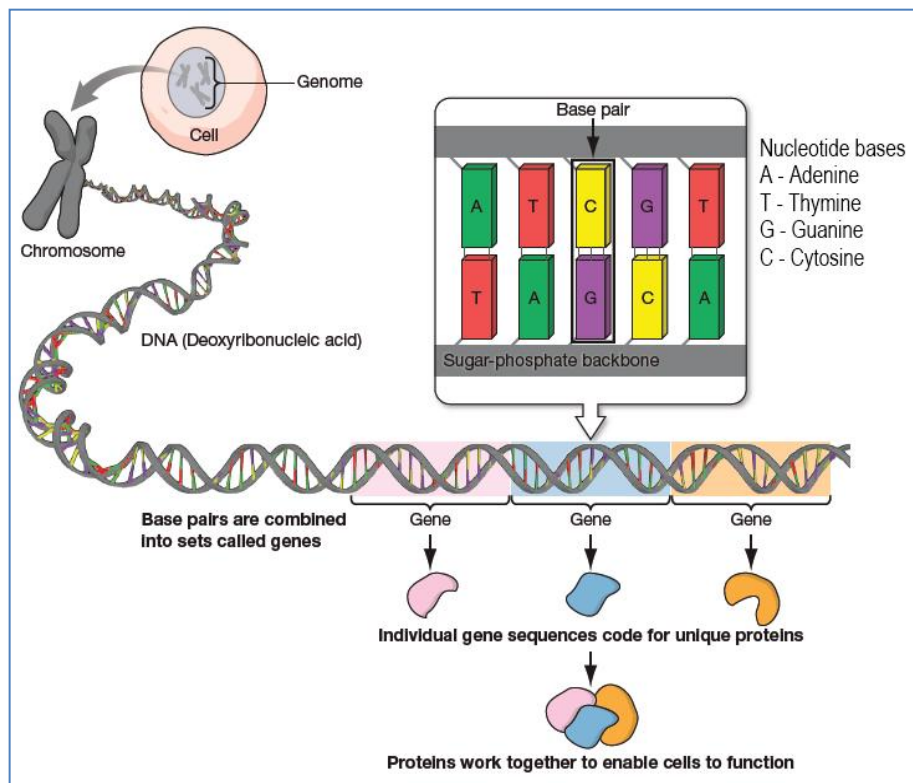 Genome
Cell
Chromosome
DNA (Deoxyribonucleic acid)
Base pair
A T C G T
T A G C A
Sugar-phosphate backbone
Nucleotide bases
A - Adenine
T - Thymine
G - Guanine
C - Cytosine
Base pairs are combined
into sets called genes
Gene Gene Gene
Individual gene sequences code for unique proteins
Proteins work together to enable cells to function